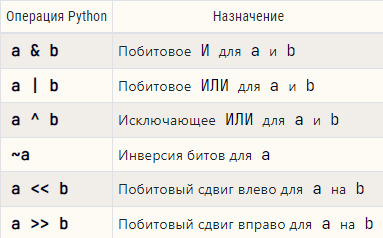 Операция Python Назначение
a & b Побитовое И для a и b
a | b Побитовое ИЛИ для a и b
a ^ b Исключающее ИЛИ для a и b
~a Инверсия битов для a
a << b Побитовый сдвиг влево для a на b
a >> b Побитовый сдвиг вправо для a на b